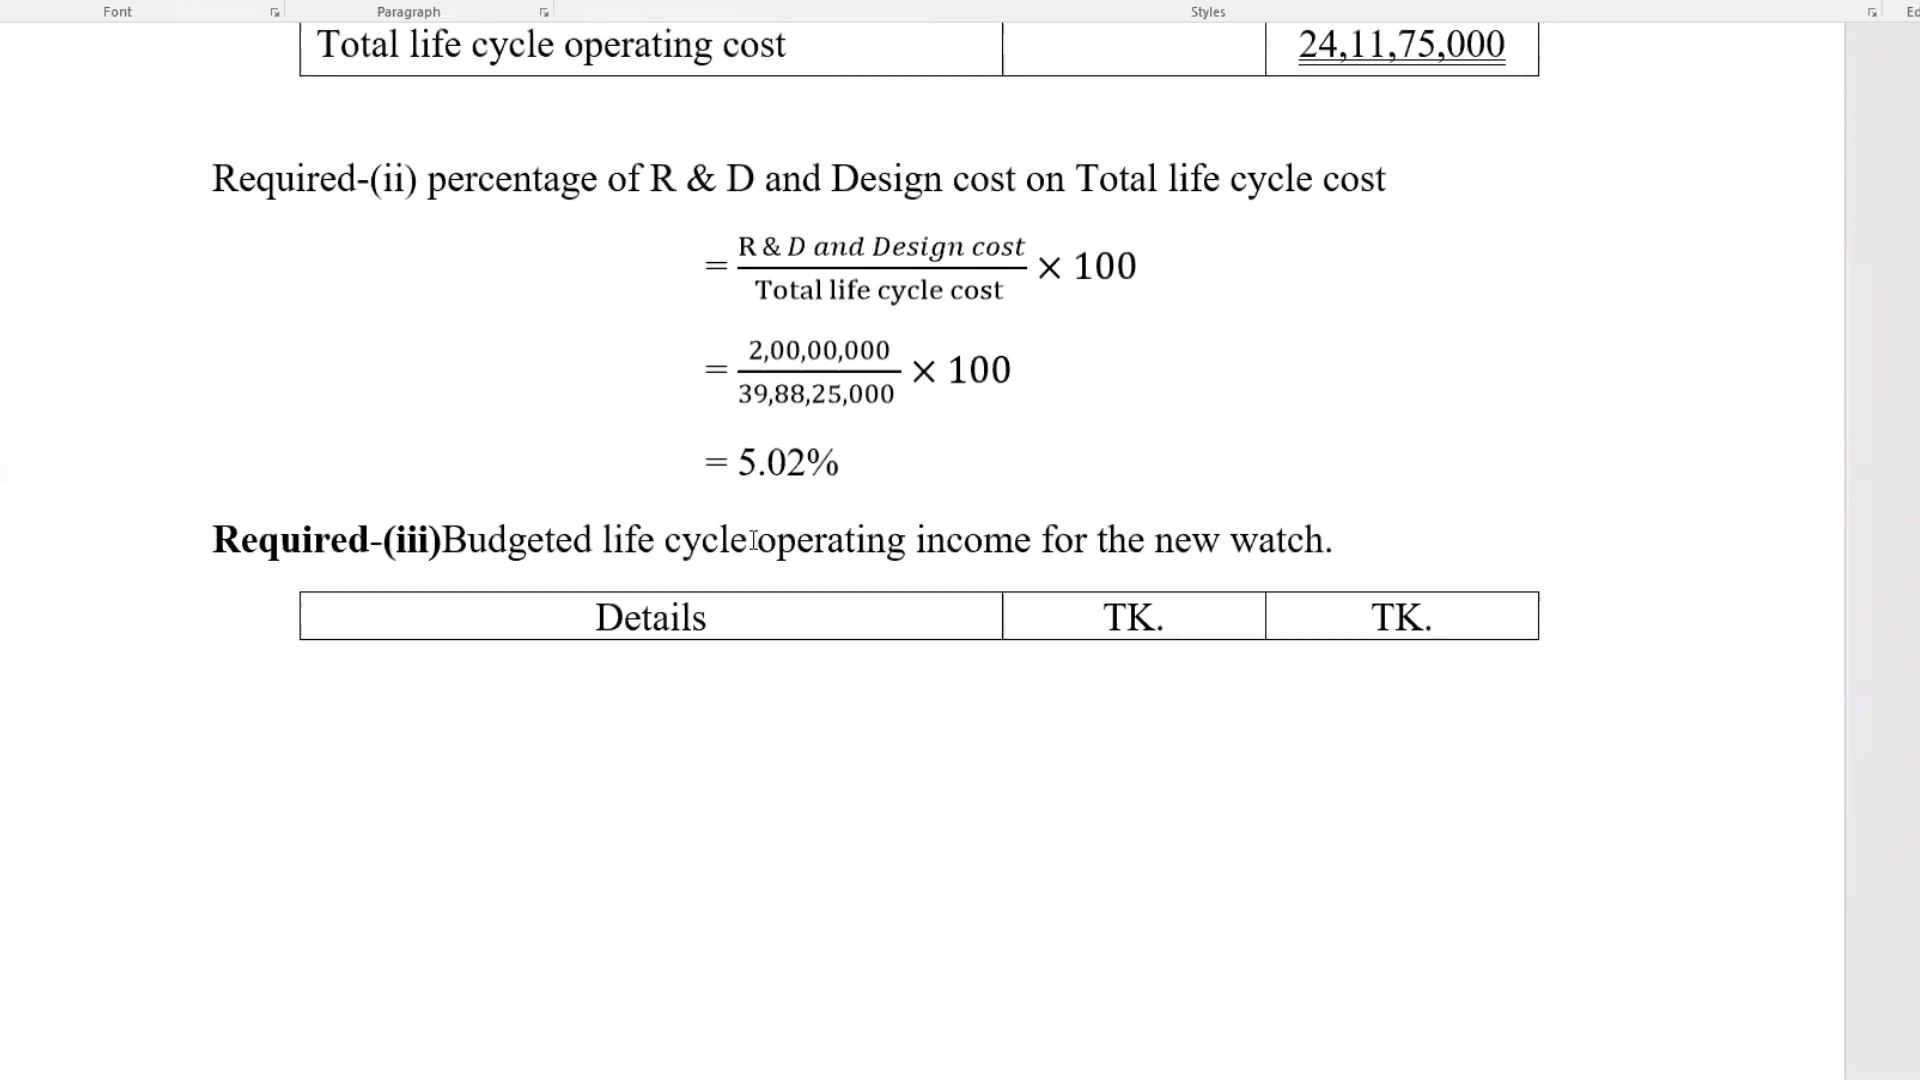 Font Paragraph Styles Ed
Total life cycle operating cost 24,11,75,000
Required-(ii) percentage of R & D and Design cost on Total life cycle cost
= R & D and Design cost / Total life cycle cost × 100
= 2,00,00,000 / 39,88,25,000 × 100
= 5.02%
Required-(iii)Budgeted life cycle operating income for the new watch.
Details TK. TK.